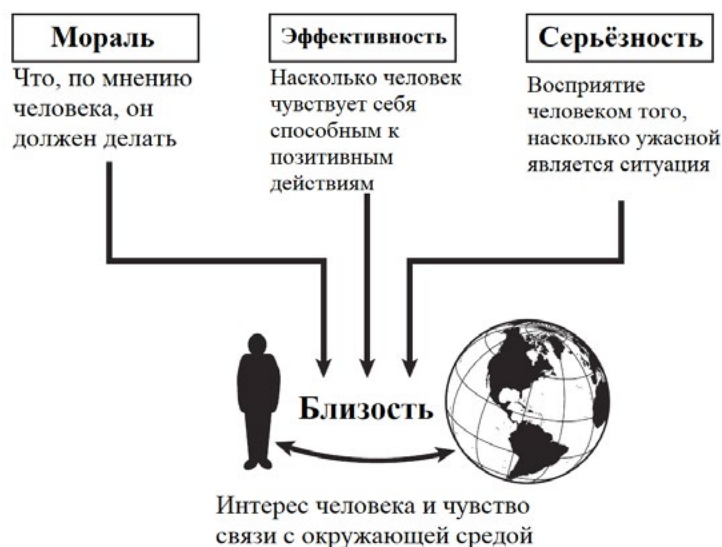 Мораль
Что, по мнению
человека, он
должен делать
Эффективность
Насколько человек
чувствует себя
способным к
позитивным
действиям
Серьёзность
Восприятие
человеком того,
насколько ужасной
является ситуация
Близость
Интерес человека и чувство
связи с окружающей средой